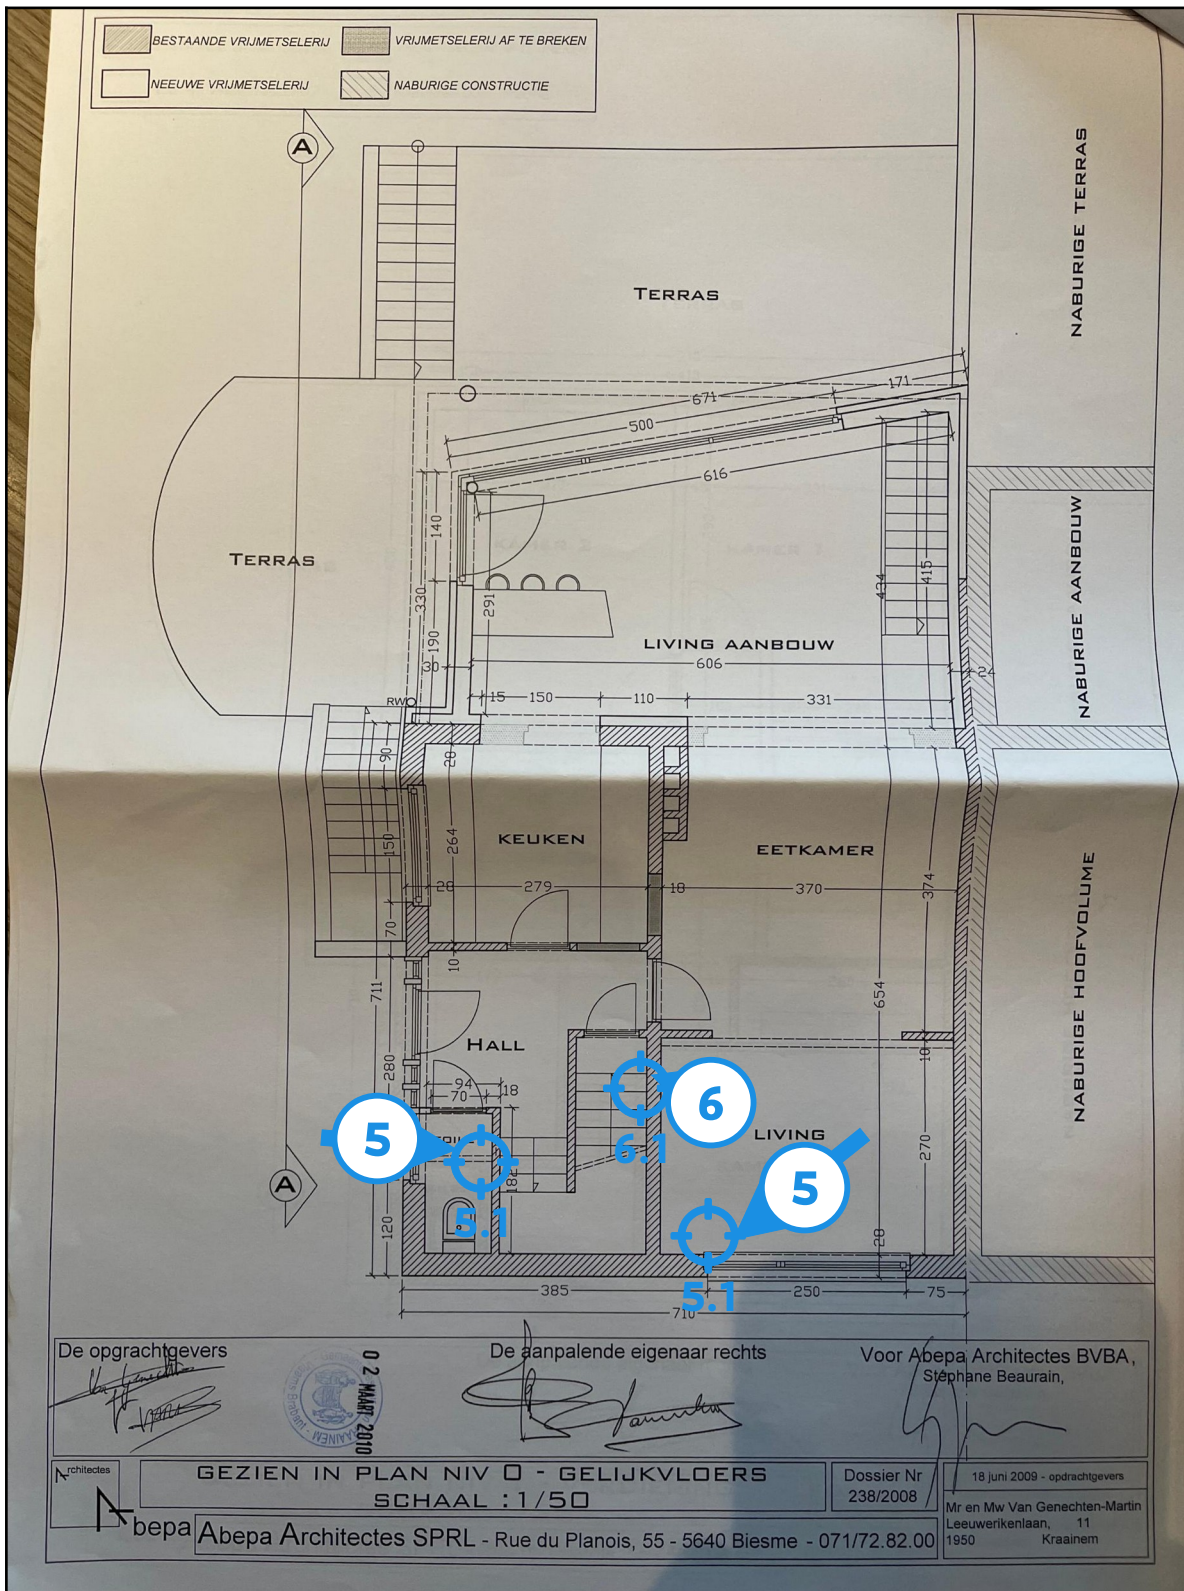 BESTAANDE VRIJMETSELERIJ
VRIJMETSELERIJ AF TE BREKEN
NEEUWE VRIJMETSELERIJ
NABURIGE CONSTRUCTIE
A
TERRAS
NABURIGE TERRAS
671
171
500
616
140
TERRAS
330
190
291
30
434
415
LIVING AANBOUW
606
24
NABURIGE AANBOUW
RW
15
150
110
331
90
28
KEUKEN
EETKAMER
150
264
28
279
18
370
374
70
10
711
654
NABURIGE HOOFVOLUME
HALL
280
94
70
18
10
6
6.1
5
LIVING
5
182
270
A
5.1
120
28
5.1
385
250
75
710
De opgrachtgevers
02 MAART 2010
De aanpalende eigenaar rechts
Voor Abepa Architectes BVBA,
Stéphane Beaurain,
Architectes
Abepa
GEZIEN IN PLAN NIV 0 - GELIJKVLOERS
SCHAAL : 1/50
Dossier Nr
238/2008
18 juni 2009 - opdrachtgevers
Mr en Mw Van Genechten-Martin
Leeuwerikenlaan, 11
1950 Kraainem
Abepa Architectes SPRL - Rue du Planois, 55 - 5640 Biesme - 071/72.82.00